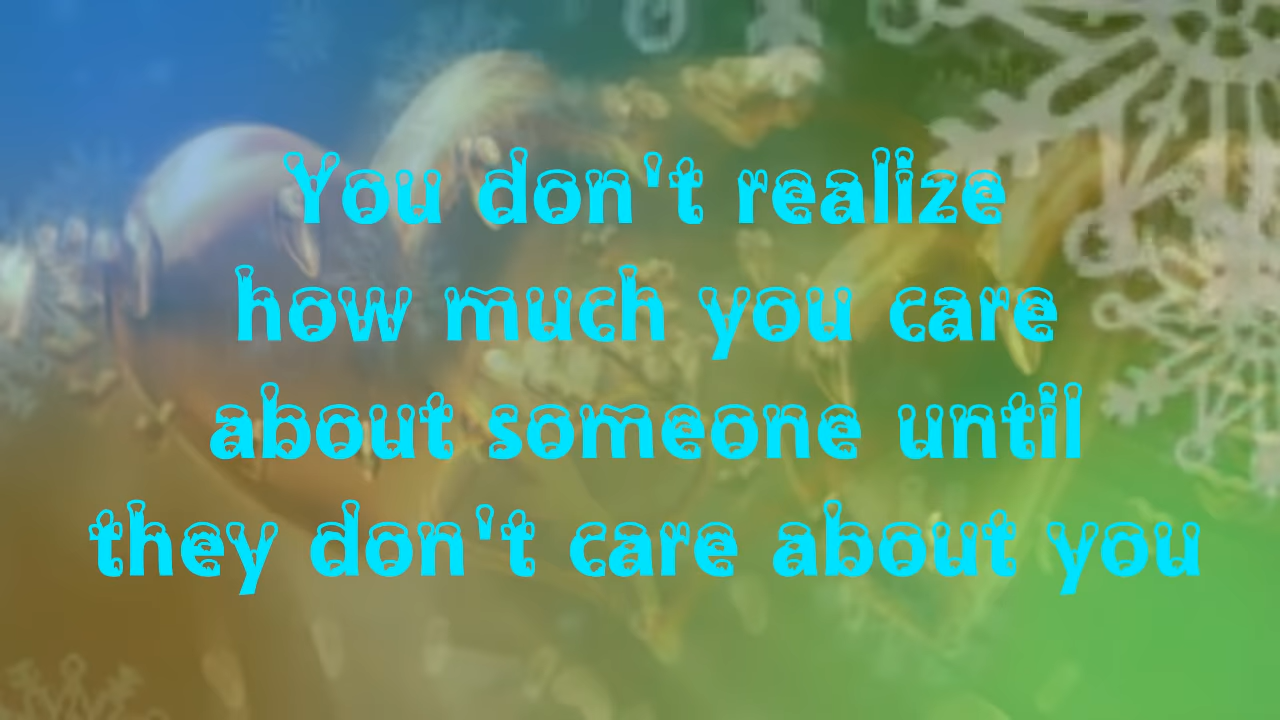 You don't realize
how much you care
about someone until
they don't care about you